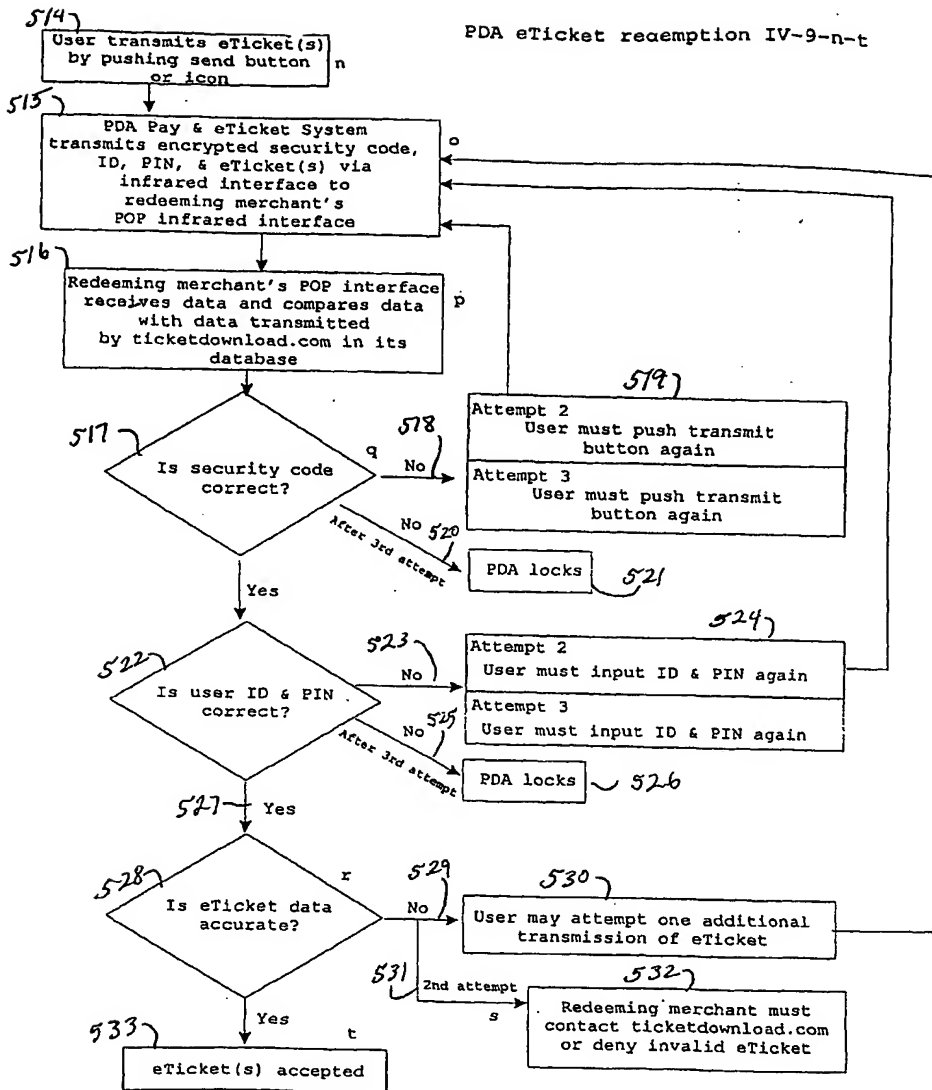 PDA eTicket redemption IV-9-n-t
514
User transmits eTicket(s)
by pushing send button
or icon
n
515
PDA Pay & eTicket System
transmits encrypted security code,
ID, PIN, & eTicket(s) via
infrared interface to
redeeming merchant's
POP infrared interface
o
516
Redeeming merchant's POP interface
receives data and compares data
with data transmitted
by ticketdownload.com in its
database
p
517
Is security code
correct?
q
518
No
519
Attempt 2
User must push transmit
button again
Attempt 3
User must push transmit
button again
No 520
After 3rd attempt
PDA locks
521
Yes
522
Is user ID & PIN
correct?
523
No
524
Attempt 2
User must input ID & PIN again
Attempt 3
User must input ID & PIN again
No 525
After 3rd attempt
PDA locks
526
527
Yes
528
Is eTicket data
accurate?
r
529
No
530
User may attempt one additional
transmission of eTicket
531
2nd attempt
s
532
Redeeming merchant must
contact ticketdownload.com
or deny invalid eTicket
Yes
533
t
eTicket(s) accepted